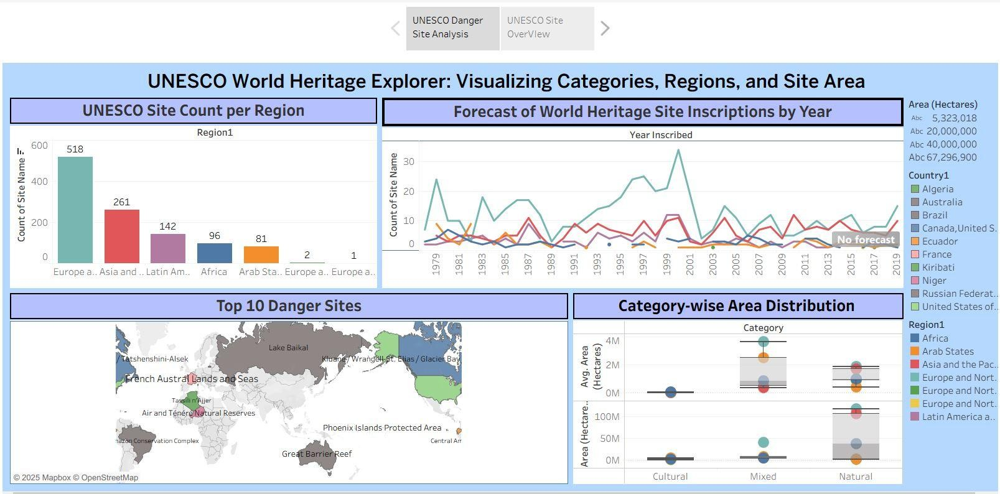 UNESCO Danger
Site Analysis
UNESCO Site
OverVIew
UNESCO World Heritage Explorer: Visualizing Categories, Regions, and Site Area
UNESCO Site Count per Region
Region1
Count of Site Name
600
400
200
0
518
261
142
96
81
2
1
Europe a..
Asia and ..
Latin Am..
Africa
Arab Sta..
Europe a..
Europe a..
Forecast of World Heritage Site Inscriptions by Year
Year Inscribed
Count of Site Name
30
20
10
0
No forecast
1979
1981
1983
1985
1987
1989
1991
1993
1995
1997
1999
2001
2003
2005
2007
2009
2011
2013
2015
2017
2019
Area (Hectares)
Abc 5,323,018
Abc 20,000,000
Abc 40,000,000
Abc 67,296,900
Country1
Algeria
Australia
Brazil
Canada,United S..
Ecuador
France
Kiribati
Niger
Russian Federat..
United States of..
Region1
Africa
Arab States
Asia and the Pac..
Europe and Nort..
Europe and Nort..
Europe and Nort..
Latin America a..
Top 10 Danger Sites
Lake Baikal
/ Tatshenshini-Alsek
Kluane / Wrangell-St. Elias / Glacier Bay
French Austral Lands and Seas
Tassili n'Ajjer
Air and Ténéré Natural Reserves
Phoenix Islands Protected Area
azon Conservation Complex
Central Am
Great Barrier Reef
© 2025 Mapbox © OpenStreetMap
Category-wise Area Distribution
Category
Avg. Area
(Hectares)
4M
2M
0M
Area (Hectare..
100M
50M
0M
Cultural
Mixed
Natural